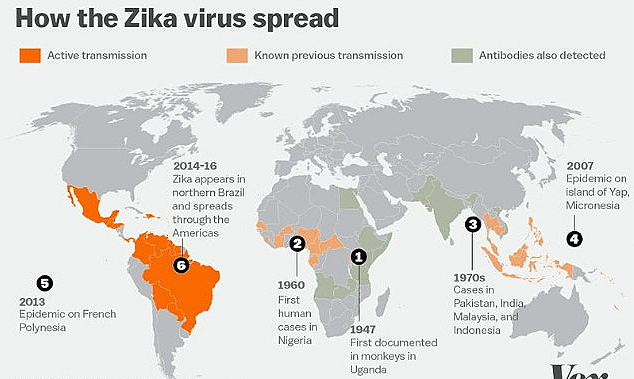 How the Zika virus spread
Active transmission
Known previous transmission
Antibodies also detected
2014-16
Zika appears in
northern Brazil
and spreads
through the
Americas
6
5
2013
Epidemic on French
Polynesia
2
1960
First
human
cases in
Nigeria
1
1947
First documented
in monkeys in
Uganda
3
1970s
Cases in
Pakistan, India,
Malaysia, and
Indonesia
2007
Epidemic on
island of Yap,
Micronesia
4
Vox